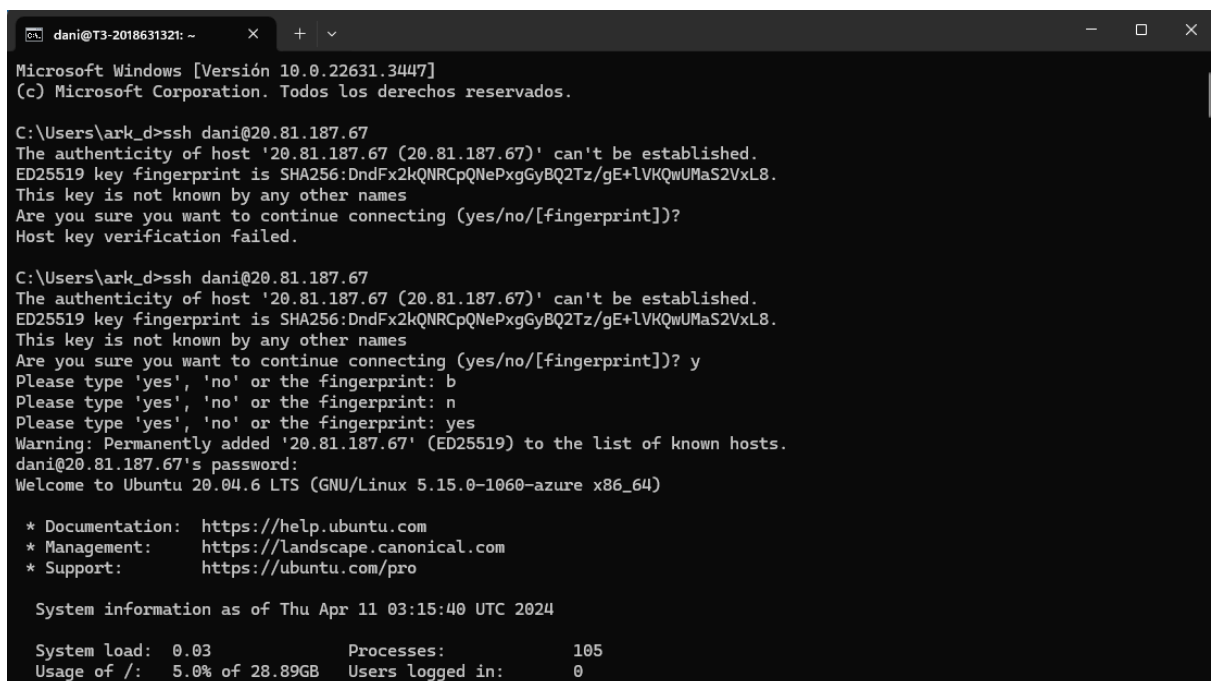 dani@T3-2018631321: ~
Microsoft Windows [Versión 10.0.22631.3447]
(c) Microsoft Corporation. Todos los derechos reservados.
C:\Users\ark_d>ssh dani@20.81.187.67
The authenticity of host '20.81.187.67 (20.81.187.67)' can't be established.
ED25519 key fingerprint is SHA256:DndFx2kQNRCpQNePxgGyBQ2Tz/gE+lVKQwUMaS2VxL8.
This key is not known by any other names
Are you sure you want to continue connecting (yes/no/[fingerprint])?
Host key verification failed.
C:\Users\ark_d>ssh dani@20.81.187.67
The authenticity of host '20.81.187.67 (20.81.187.67)' can't be established.
ED25519 key fingerprint is SHA256:DndFx2kQNRCpQNePxgGyBQ2Tz/gE+lVKQwUMaS2VxL8.
This key is not known by any other names
Are you sure you want to continue connecting (yes/no/[fingerprint])? y
Please type 'yes', 'no' or the fingerprint: b
Please type 'yes', 'no' or the fingerprint: n
Please type 'yes', 'no' or the fingerprint: yes
Warning: Permanently added '20.81.187.67' (ED25519) to the list of known hosts.
dani@20.81.187.67's password:
Welcome to Ubuntu 20.04.6 LTS (GNU/Linux 5.15.0-1060-azure x86_64)
* Documentation:  https://help.ubuntu.com
* Management:     https://landscape.canonical.com
* Support:        https://ubuntu.com/pro
System information as of Thu Apr 11 03:15:40 UTC 2024
System load:  0.03               Processes:             105
Usage of /:   5.0% of 28.89GB   Users logged in:       0